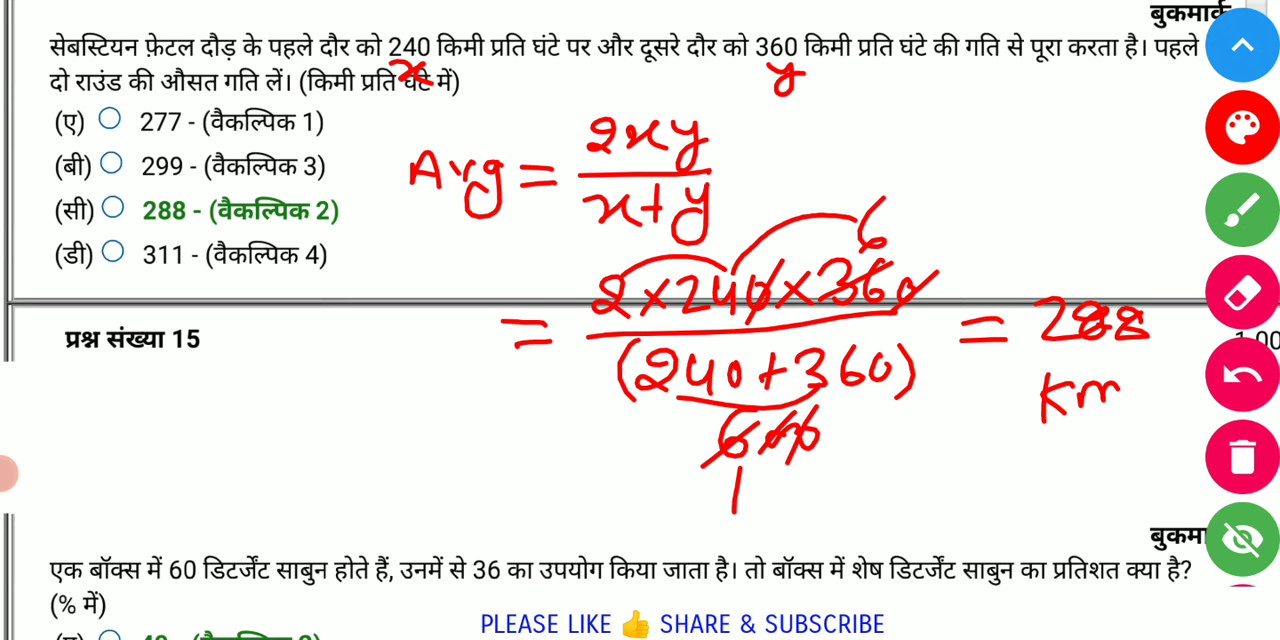 बुकमार्क
सेबस्टियन फ़ेटल दौड़ के पहले दौर को 240 किमी प्रति घंटे पर और दूसरे दौर को 360 किमी प्रति घंटे की गति से पूरा करता है। पहले
x y
दो राउंड की औसत गति लें। (किमी प्रति घंटे में)
(ए) 277 - (वैकल्पिक 1)
Avg = 2xy / x+y
(बी) 299 - (वैकल्पिक 3)
(सी) 288 - (वैकल्पिक 2)
(डी) 311 - (वैकल्पिक 4)
6
= 2×240×360 / (240+360) = 288
Km
600
1
प्रश्न संख्या 15
1.00
बुकमा
एक बॉक्स में 60 डिटर्जेंट साबुन होते हैं, उनमें से 36 का उपयोग किया जाता है। तो बॉक्स में शेष डिटर्जेंट साबुन का प्रतिशत क्या है?
(% में)
PLEASE LIKE 👍 SHARE & SUBSCRIBE